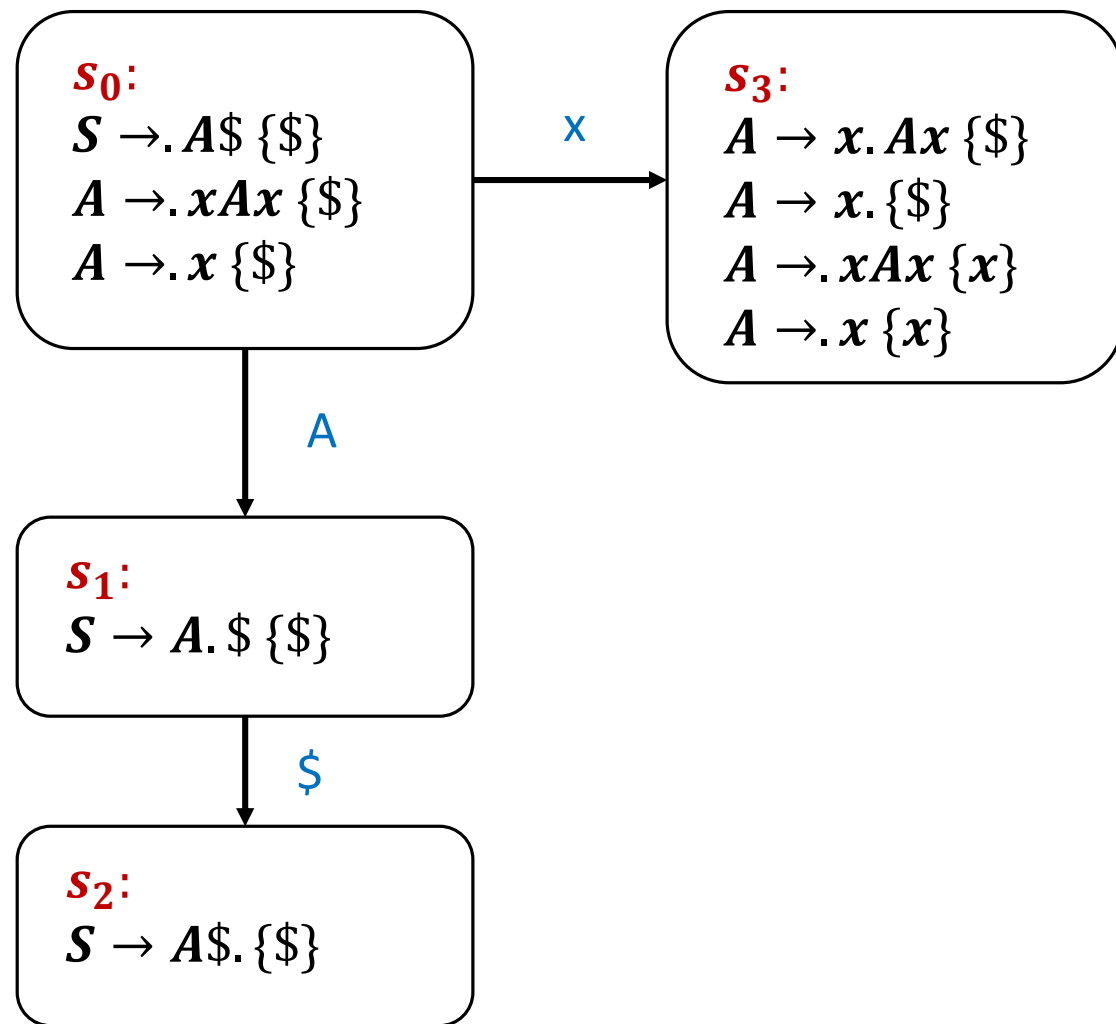 s₀:
S →. A$ {$}
A →. xAx {$}
A →. x {$}
x
s₃:
A → x. Ax {$}
A → x. {$}
A →. xAx {x}
A →. x {x}
A
s₁:
S → A. $ {$}
$
s₂:
S → A$. {$}